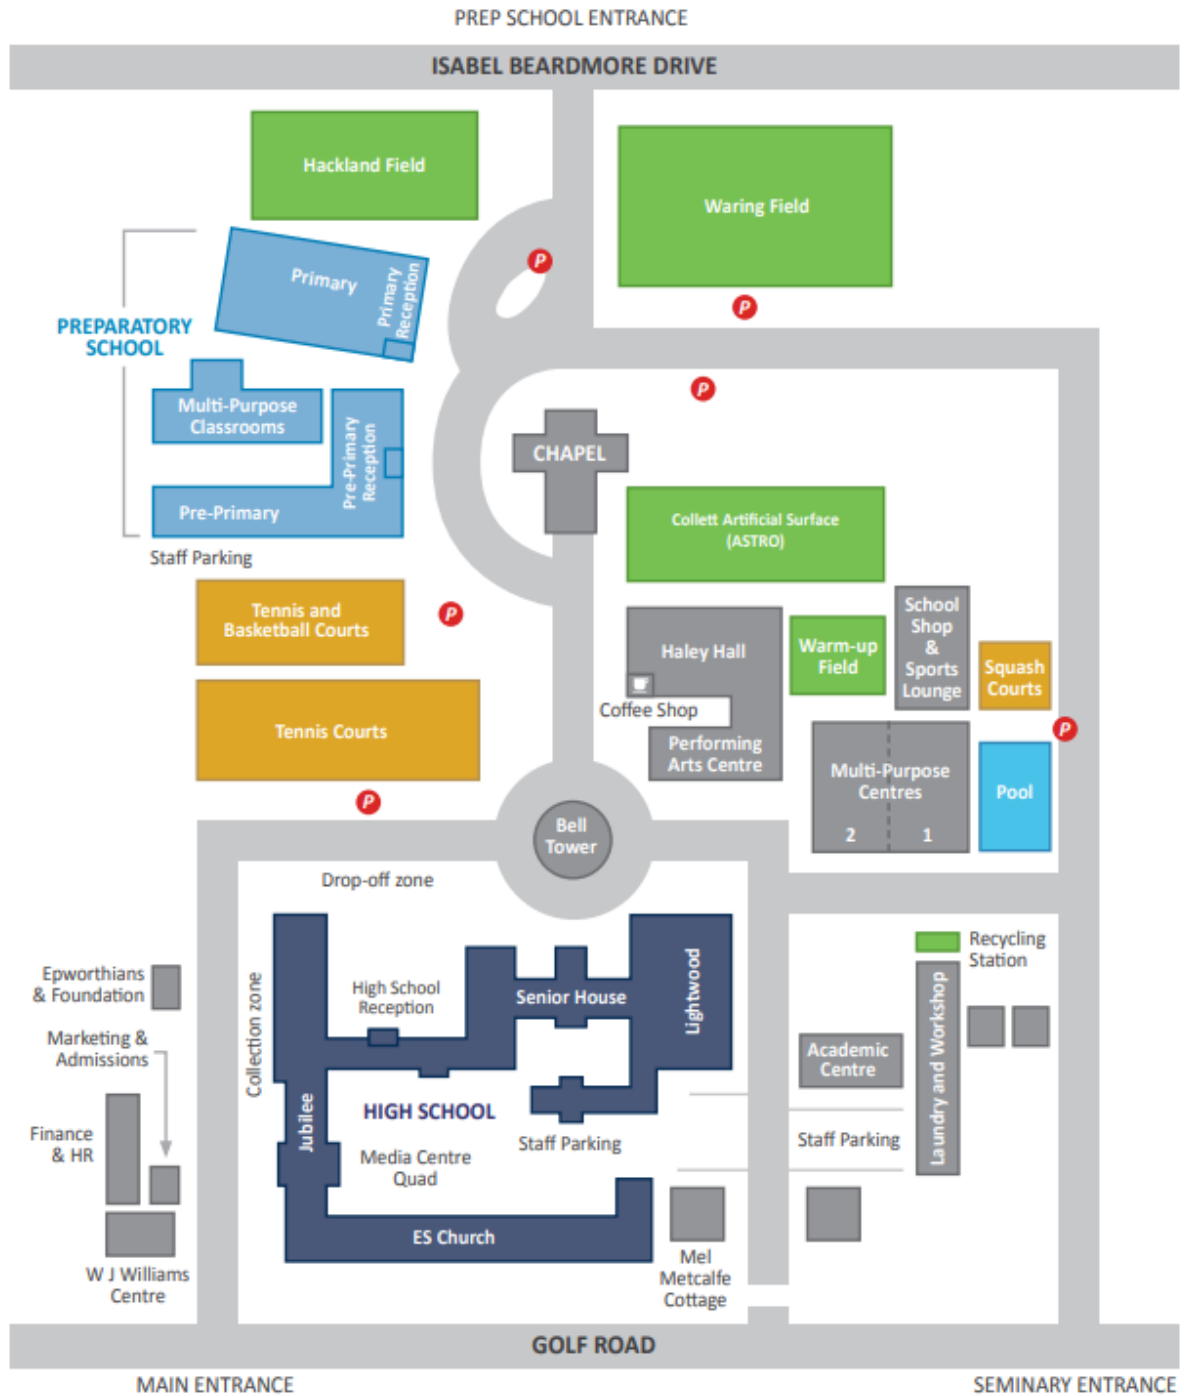 PREP SCHOOL ENTRANCE
ISABEL BEARDMORE DRIVE
Hackland Field
Waring Field
P
P
Primary
Primary
Reception
PREPARATORY
SCHOOL
P
Multi-Purpose
Classrooms
Pre-Primary
Reception
Pre-Primary
CHAPEL
Collett Artificial Surface
(ASTRO)
Staff Parking
Tennis and
Basketball Courts
P
Haley Hall
Coffee Shop
Performing
Arts Centre
Warm-up
Field
School
Shop
&
Sports
Lounge
Squash
Courts
P
Tennis Courts
Multi-Purpose
Centres
2
1
Pool
P
Bell
Tower
Drop-off zone
Epworthians
& Foundation
Marketing &
Admissions
Finance
& HR
W J Williams
Centre
Collection zone
High School
Reception
Senior House
Lightwood
Jubilee
HIGH SCHOOL
Media Centre
Quad
Staff Parking
ES Church
Mel
Metcalfe
Cottage
Recycling
Station
Academic
Centre
Laundry and Workshop
Staff Parking
GOLF ROAD
MAIN ENTRANCE
SEMINARY ENTRANCE